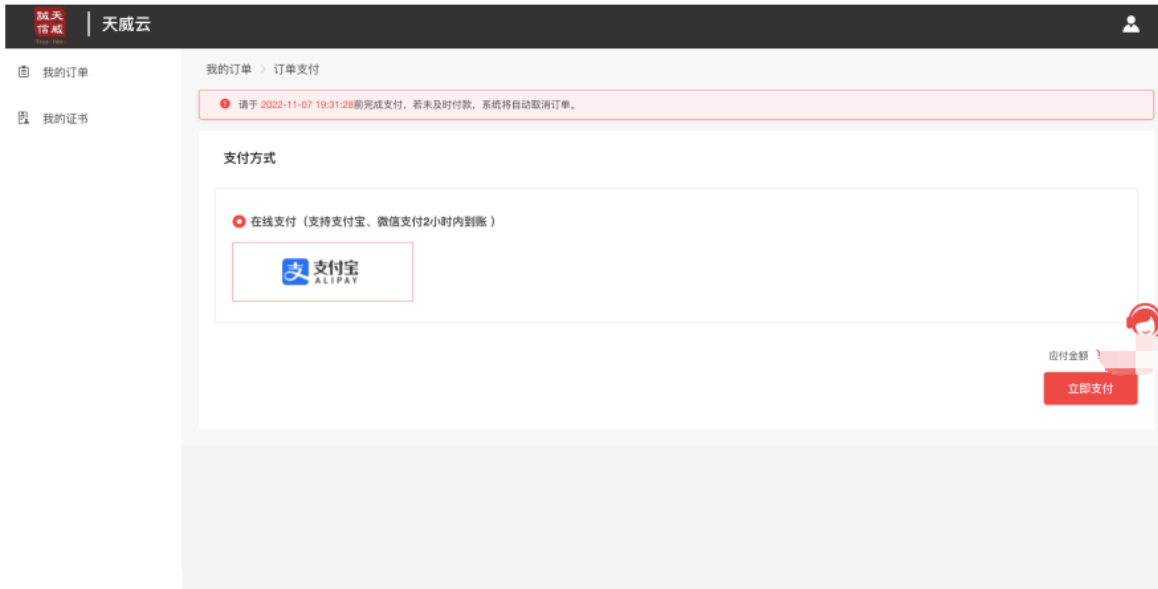 誠天
信威
天威云
我的订单
我的证书
我的订单 > 订单支付
请于 2022-11-07 19:31:28前完成支付，若未及时付款，系统将自动取消订单。
支付方式
在线支付（支持支付宝、微信支付2小时内到账 ）
支 支付宝
ALIPAY
应付金额
立即支付